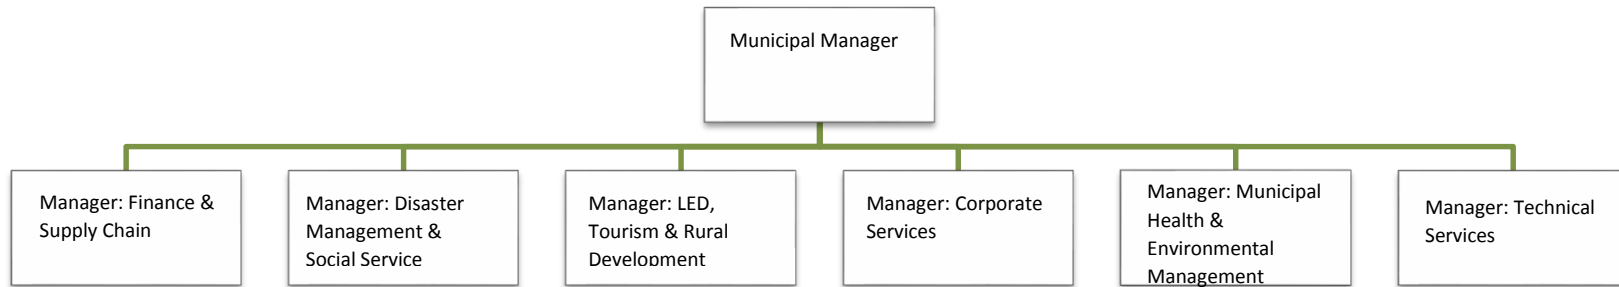 Municipal Manager
Manager: Finance &
Supply Chain
Manager: Disaster
Management &
Social Service
Manager: LED,
Tourism & Rural
Development
Manager: Corporate
Services
Manager: Municipal
Health &
Environmental
Management
Manager: Technical
Services